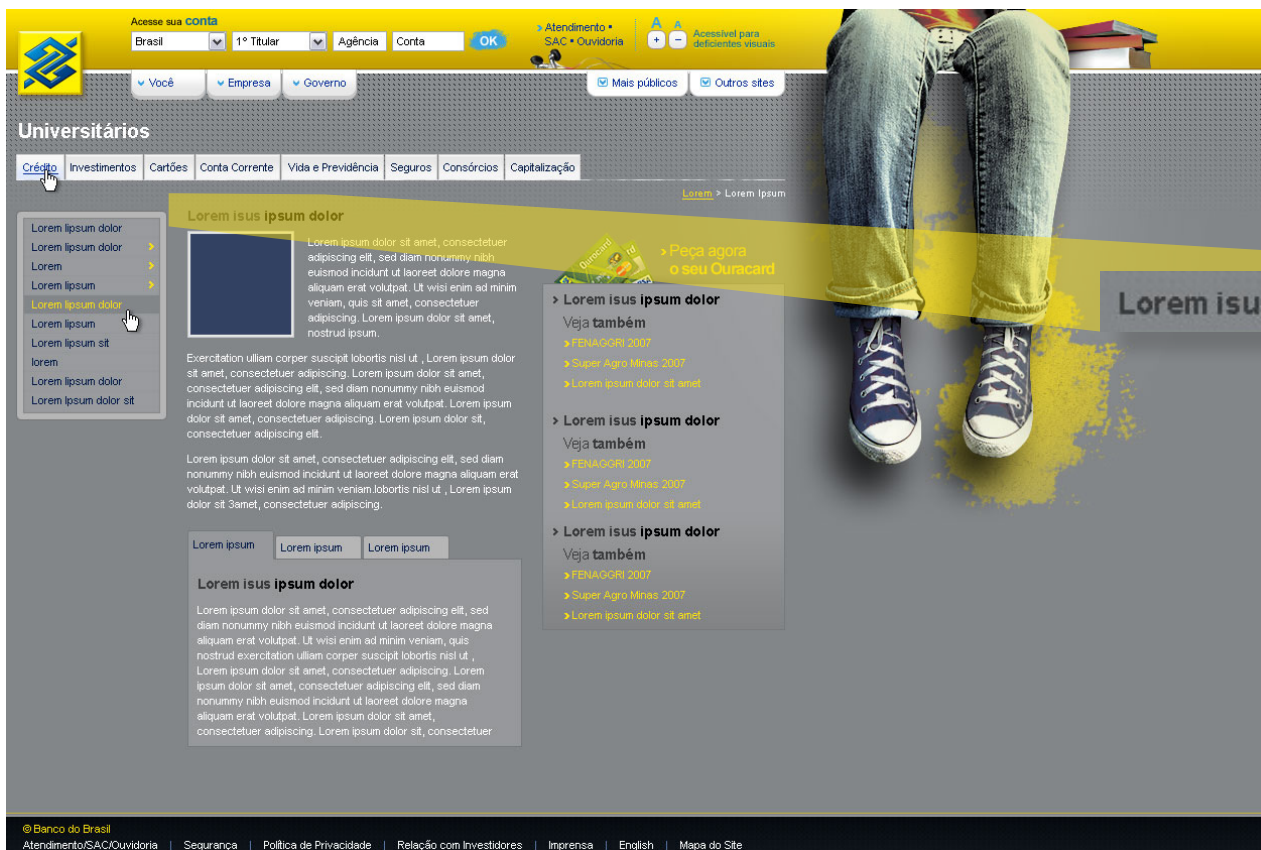 Acesse sua conta
Brasil 1º Titular Agência Conta OK
Atendimento •
SAC • Ouvidoria
A A
+ −
Acessível para
deficientes visuais
Você Empresa Governo Mais públicos Outros sites
Universitários
Crédito Investimentos Cartões Conta Corrente Vida e Previdência Seguros Consórcios Capitalização
Lorem > Lorem Ipsum
Lorem lipsum dolor
Lorem lipsum dolor
Lorem
Lorem lipsum
Lorem lipsum dolor
Lorem lipsum
Lorem lipsum sit
lorem
Lorem lipsum dolor
Lorem Ipsum dolor sit
Lorem isus ipsum dolor
Lorem ipsum dolor sit amet, consectetuer
adipiscing elit, sed diam nonummy nibh
euismod incidunt ut laoreet dolore magna
aliquam erat volutpat. Ut wisi enim ad minim
veniam, quis sit amet, consectetuer
adipiscing. Lorem ipsum dolor sit amet,
nostrud ipsum.
Exercitation ulliam corper suscipit lobortis nisl ut , Lorem ipsum dolor
sit amet, consectetuer adipiscing. Lorem ipsum dolor sit amet,
consectetuer adipiscing elit, sed diam nonummy nibh euismod
incidunt ut laoreet dolore magna aliquam erat volutpat. Lorem ipsum
dolor sit amet, consectetuer adipiscing. Lorem ipsum dolor sit,
consectetuer adipiscing elit.
Lorem ipsum dolor sit amet, consectetuer adipiscing elit, sed diam
nonummy nibh euismod incidunt ut laoreet dolore magna aliquam erat
volutpat. Ut wisi enim ad minim veniam.lobortis nisl ut , Lorem ipsum
dolor sit 3amet, consectetuer adipiscing.
Lorem ipsum Lorem ipsum Lorem ipsum
Lorem isus ipsum dolor
Lorem ipsum dolor sit amet, consectetuer adipiscing elit, sed
diam nonummy nibh euismod incidunt ut laoreet dolore magna
aliquam erat volutpat. Ut wisi enim ad minim veniam, quis
nostrud exercitation ulliam corper suscipit lobortis nisl ut ,
Lorem ipsum dolor sit amet, consectetuer adipiscing. Lorem
ipsum dolor sit amet, consectetuer adipiscing elit, sed diam
nonummy nibh euismod incidunt ut laoreet dolore magna
aliquam erat volutpat. Lorem ipsum dolor sit amet,
consectetuer adipiscing. Lorem ipsum dolor sit, consectetuer
Ourocard
Peça agora
o seu Ouracard
Lorem isus ipsum dolor
Veja também
FENAGGRI 2007
Super Agro Minas 2007
Lorem ipsum dolor sit amet
Lorem isus ipsum dolor
Veja também
FENAGGRI 2007
Super Agro Minas 2007
Lorem ipsum dolor sit amet
Lorem isus ipsum dolor
Veja também
FENAGGRI 2007
Super Agro Minas 2007
Lorem ipsum dolor sit amet
Lorem isu
© Banco do Brasil
Atendimento/SAC/Ouvidoria | Segurança | Política de Privacidade | Relação com Investidores | Imprensa | English | Mapa do Site